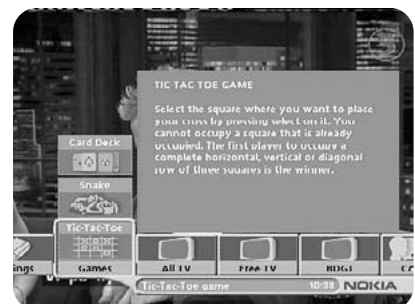 TIC TAC TOE GAME
Select the square where you want to place
your cross by pressing select on it. You
cannot occupy a square that is already
occupied. The first player to occupy a
complete horizontal, vertical or diagonal
row of three squares is the winner.
Card Deck
Snake
Tic-Tac-Toe
ings
Games
All TV
Free TV
BDGT
CZ
Tic-Tac-Toe game
10:38 NOKIA
5